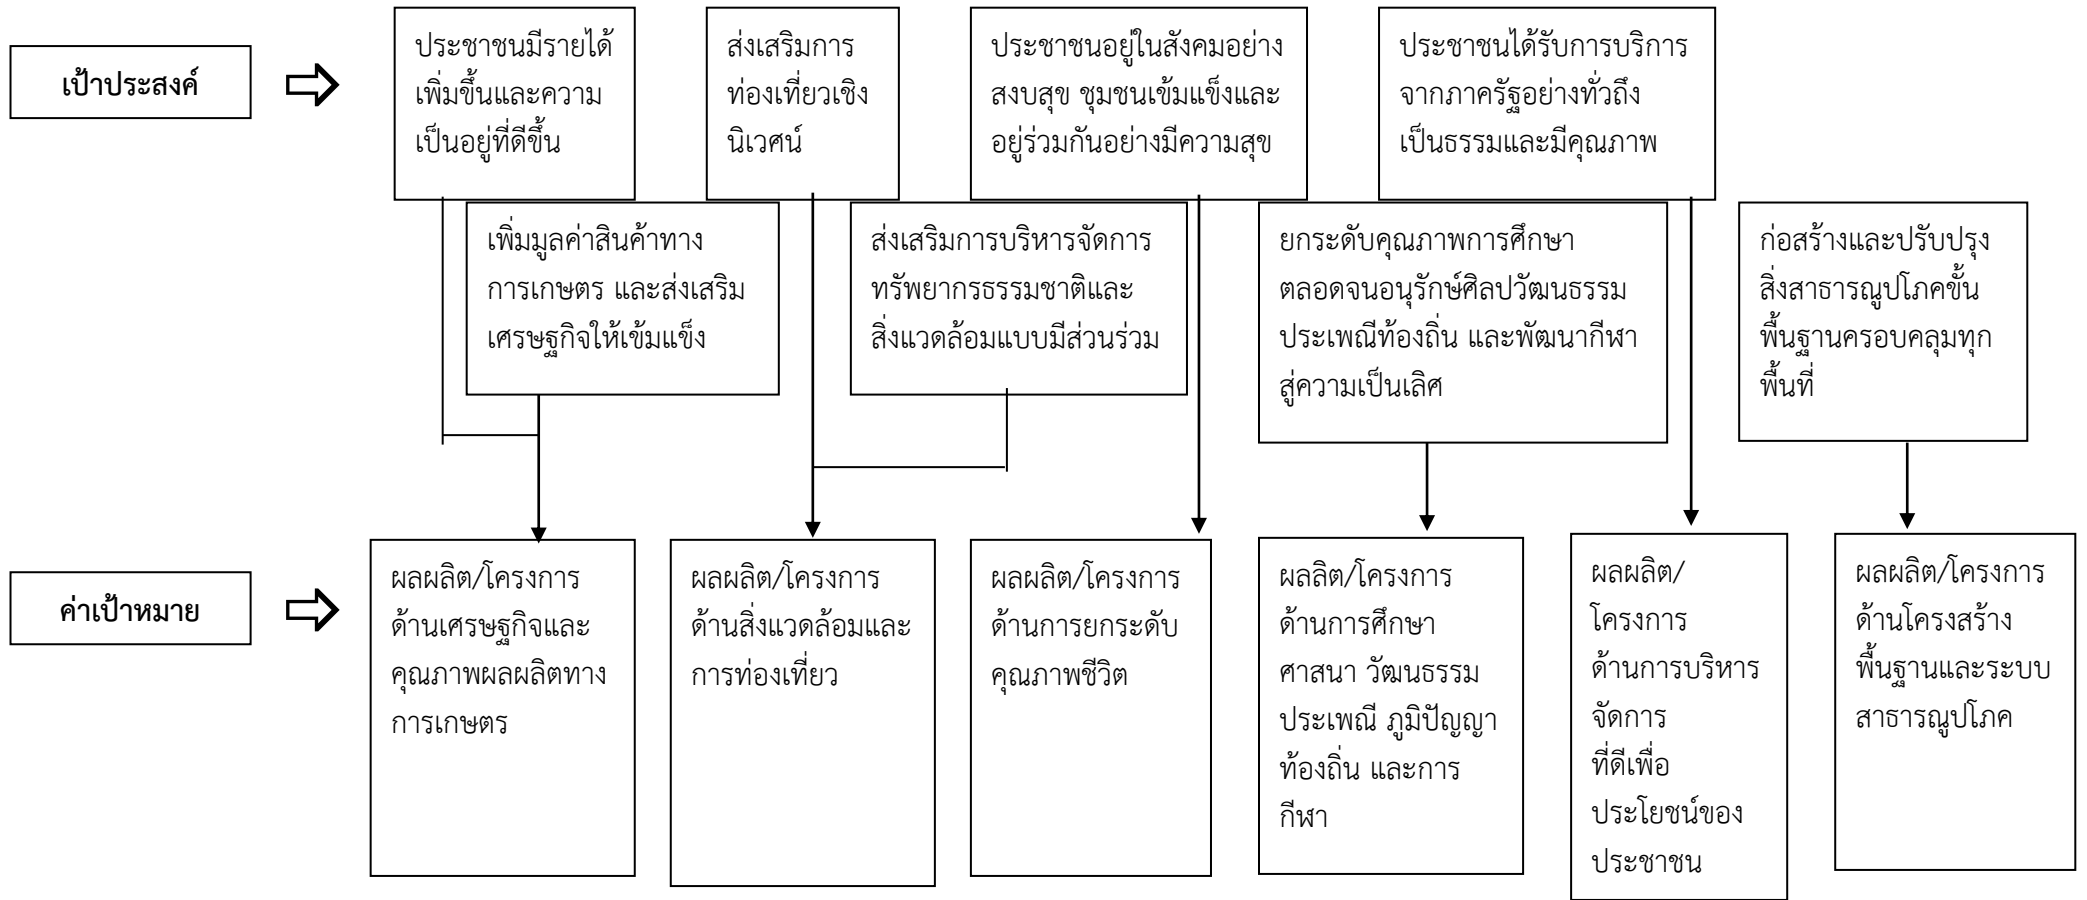 เป้าประสงค์
ประชาชนมีรายได้
เพิ่มขึ้นและความ
เป็นอยู่ที่ดีขึ้น
ส่งเสริมการ
ท่องเที่ยวเชิง
นิเวศน์
ประชาชนอยู่ในสังคมอย่าง
สงบสุข ชุมชนเข้มแข็งและ
อยู่ร่วมกันอย่างมีความสุข
ประชาชนได้รับการบริการ
จากภาครัฐอย่างทั่วถึง
เป็นธรรมและมีคุณภาพ
เพิ่มมูลค่าสินค้าทาง
การเกษตร และส่งเสริม
เศรษฐกิจให้เข้มแข็ง
ส่งเสริมการบริหารจัดการ
ทรัพยากรธรรมชาติและ
สิ่งแวดล้อมแบบมีส่วนร่วม
ยกระดับคุณภาพการศึกษา
ตลอดจนอนุรักษ์ศิลปวัฒนธรรม
ประเพณีท้องถิ่น และพัฒนากีฬา
สู่ความเป็นเลิศ
ก่อสร้างและปรับปรุง
สิ่งสาธารณูปโภคขั้น
พื้นฐานครอบคลุมทุก
พื้นที่
ค่าเป้าหมาย
ผลผลิต/โครงการ
ด้านเศรษฐกิจและ
คุณภาพผลผลิตทาง
การเกษตร
ผลผลิต/โครงการ
ด้านสิ่งแวดล้อมและ
การท่องเที่ยว
ผลผลิต/โครงการ
ด้านการยกระดับ
คุณภาพชีวิต
ผลลิต/โครงการ
ด้านการศึกษา
ศาสนา วัฒนธรรม
ประเพณี ภูมิปัญญา
ท้องถิ่น และการ
กีฬา
ผลผลิต/
โครงการ
ด้านการบริหาร
จัดการ
ที่ดีเพื่อ
ประโยชน์ของ
ประชาชน
ผลผลิต/โครงการ
ด้านโครงสร้าง
พื้นฐานและระบบ
สาธารณูปโภค